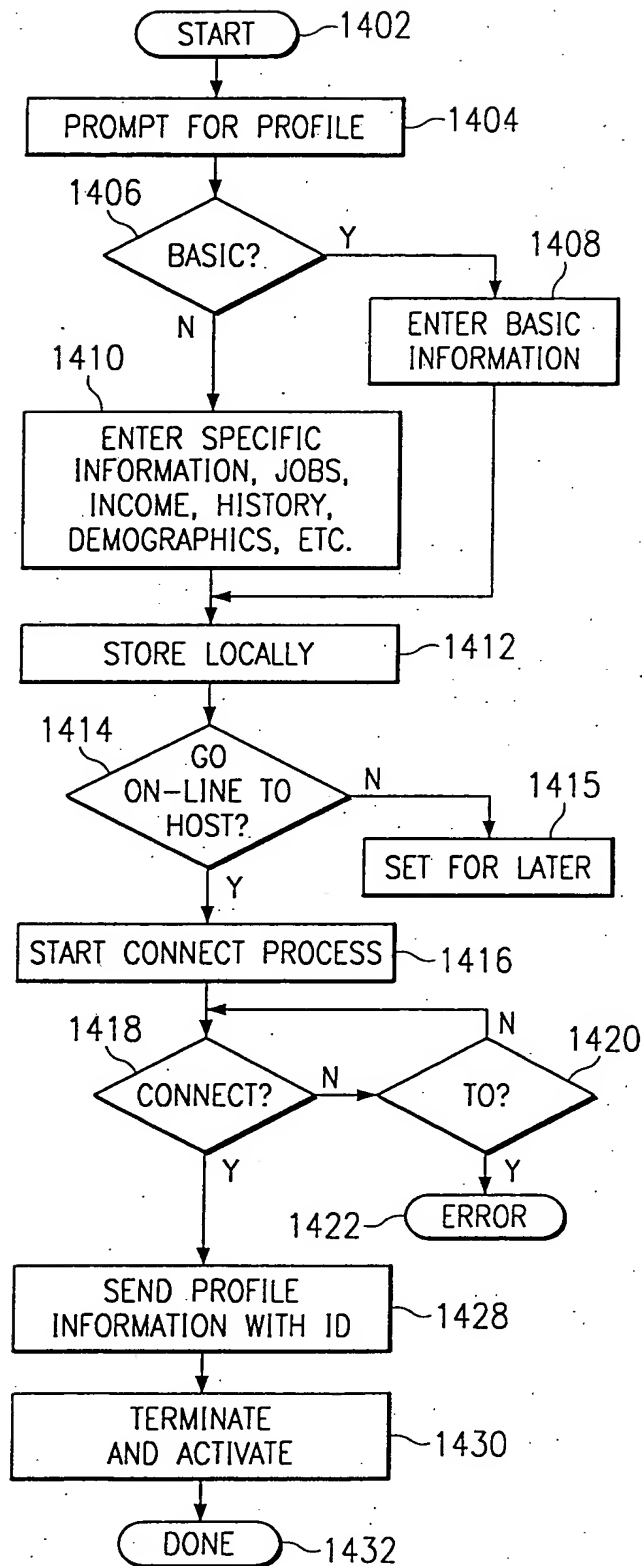 START
1402
PROMPT FOR PROFILE
1404
1406
BASIC?
Y
N
1408
ENTER BASIC
INFORMATION
1410
ENTER SPECIFIC
INFORMATION, JOBS,
INCOME, HISTORY,
DEMOGRAPHICS, ETC.
STORE LOCALLY
1412
1414
GO
ON-LINE TO
HOST?
N
Y
1415
SET FOR LATER
START CONNECT PROCESS
1416
1418
CONNECT?
N
Y
TO?
N
1420
Y
1422
ERROR
SEND PROFILE
INFORMATION WITH ID
1428
TERMINATE
AND ACTIVATE
1430
DONE
1432